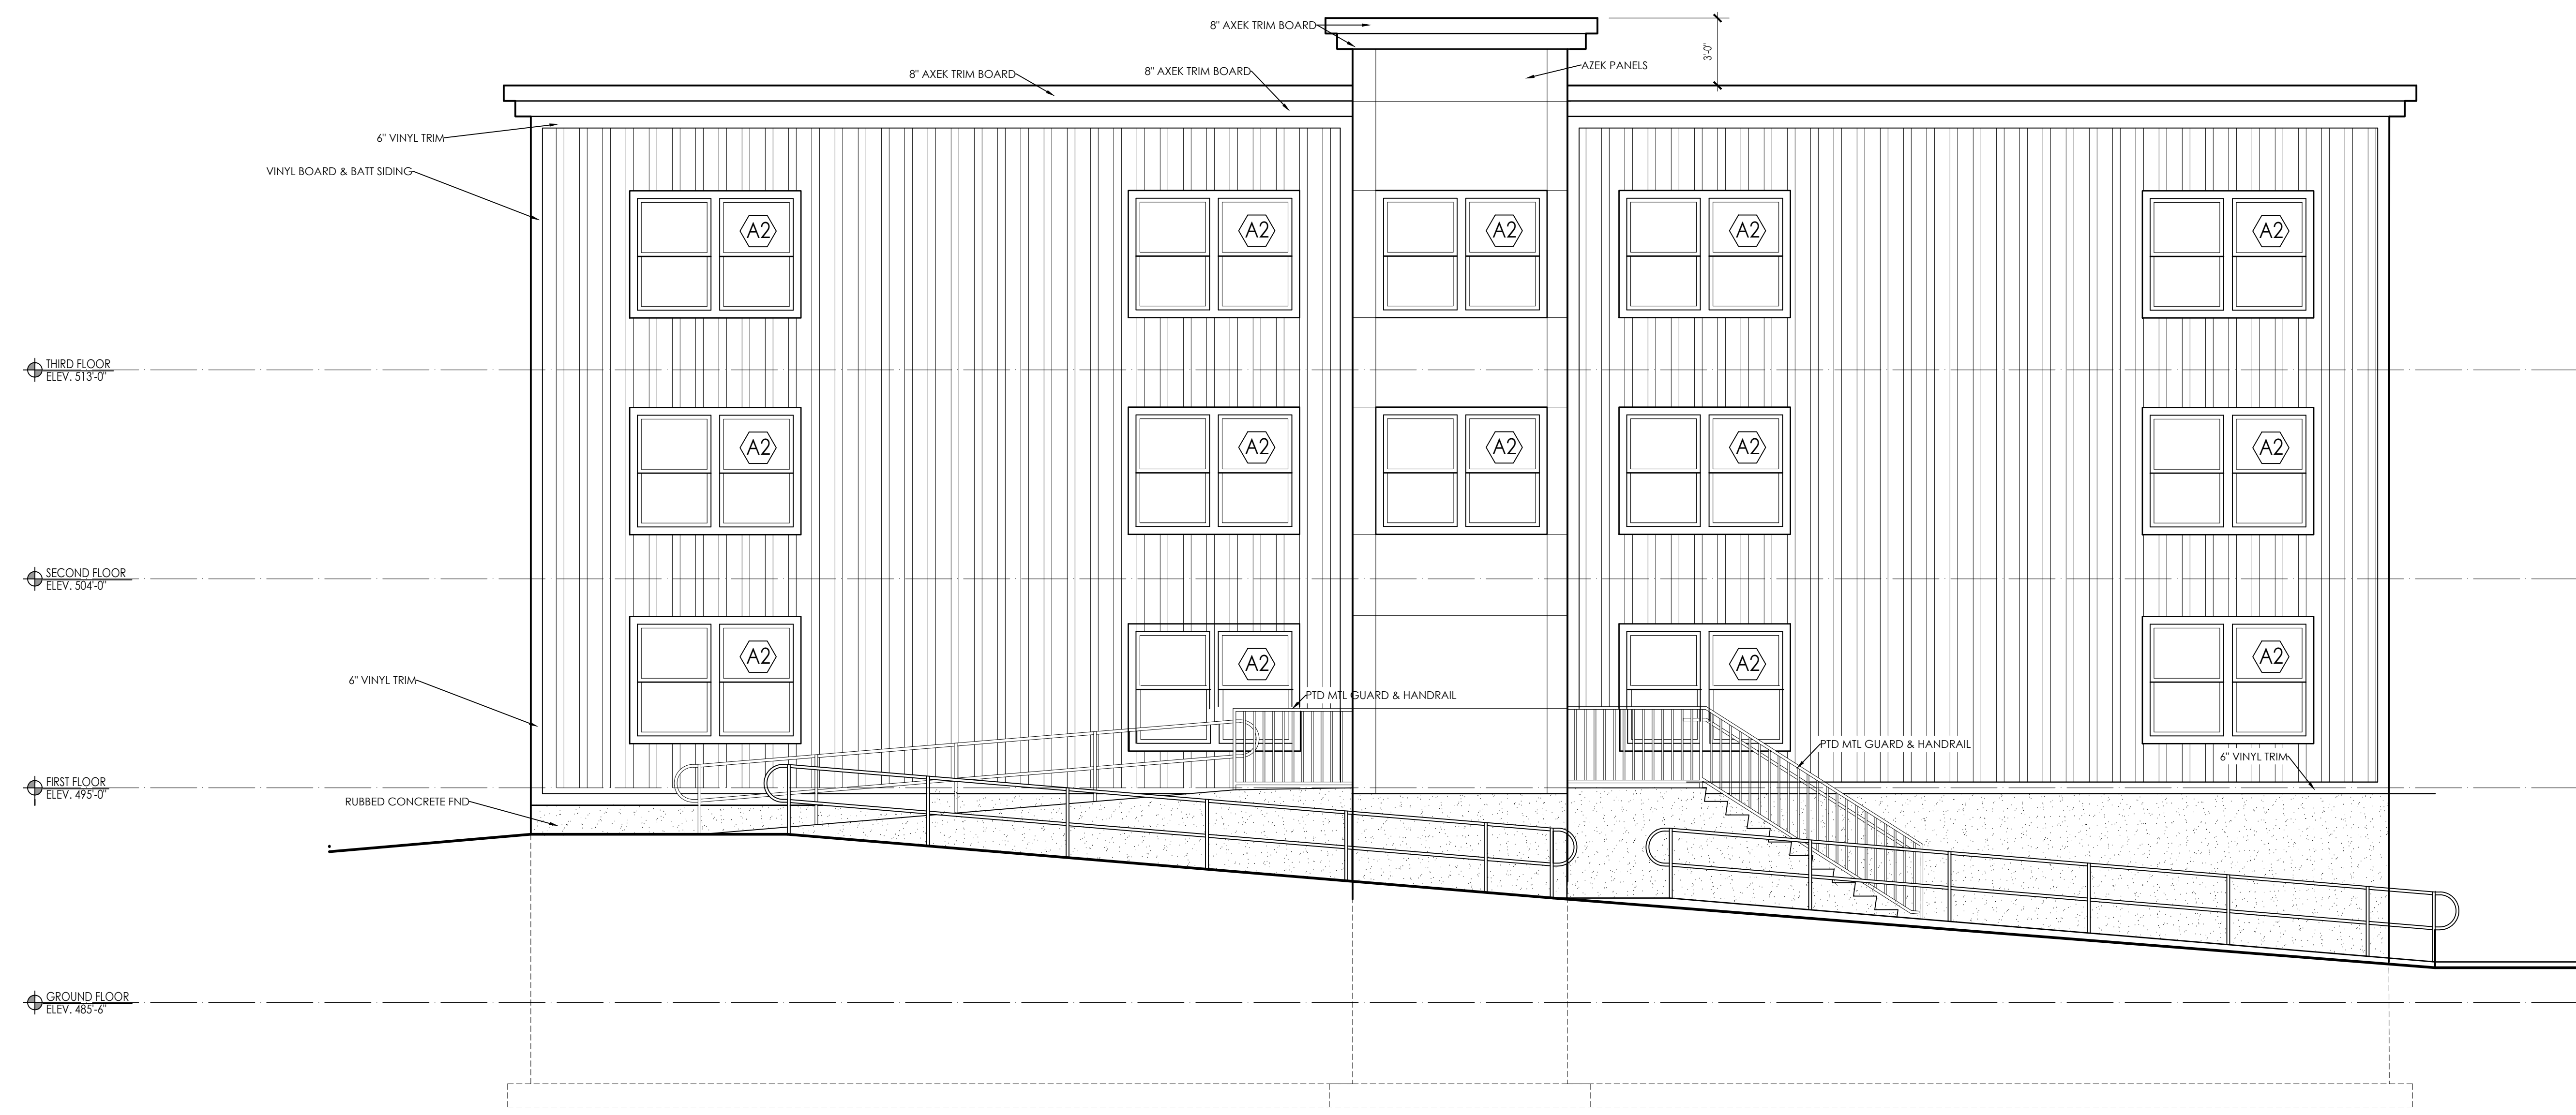 8" AXEK TRIM BOARD
3'-0"
8" AXEK TRIM BOARD
8" AXEK TRIM BOARD
AZEK PANELS
6" VINYL TRIM
VINYL BOARD & BATT SIDING
A2
A2
A2
A2
A2
THIRD FLOOR
ELEV. 513'-0"
A2
A2
A2
A2
A2
SECOND FLOOR
ELEV. 504'-0"
A2
A2
A2
A2
6" VINYL TRIM
PTD MTL GUARD & HANDRAIL
PTD MTL GUARD & HANDRAIL
6" VINYL TRIM
FIRST FLOOR
ELEV. 495'-0"
RUBBED CONCRETE FND
GROUND FLOOR
ELEV. 485'-6"